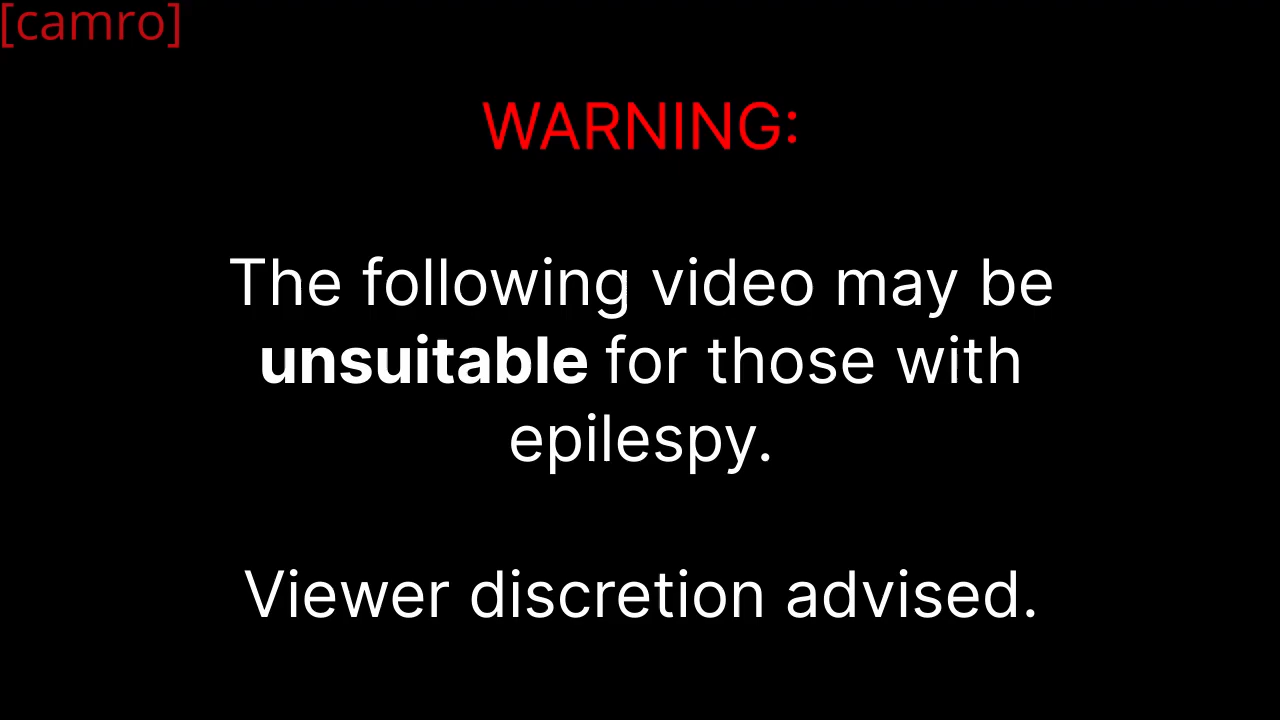 [camro]
WARNING:
The following video may be
unsuitable for those with
epilespy.
Viewer discretion advised.